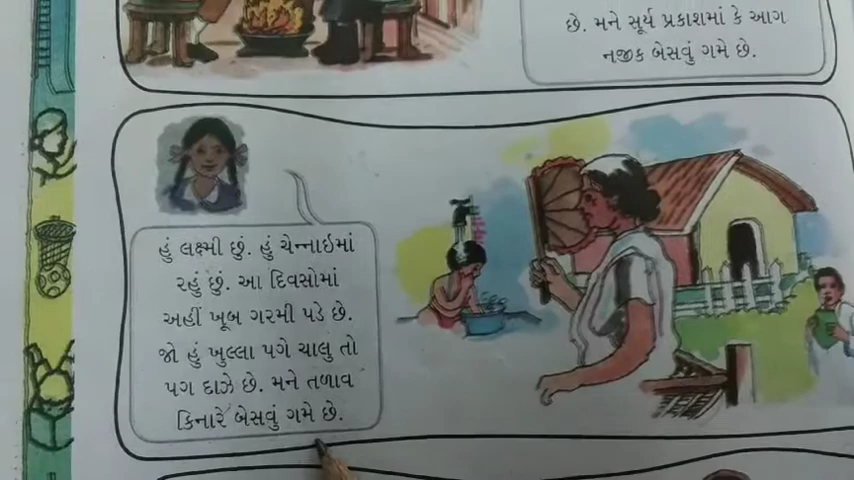 છે. મને સૂર્ય પ્રકાશમાં કે આગ
નજીક બેસવું ગમે છે.
હું લક્ષ્મી છું. હું ચેન્નાઈમાં
રહું છું. આ દિવસોમાં
અહીં ખૂબ ગરમી પડે છે.
જો હું ખુલ્લા પગે ચાલુ તો
પગ દાઝે છે. મને તળાવ
કિનારે બેસવું ગમે છે.